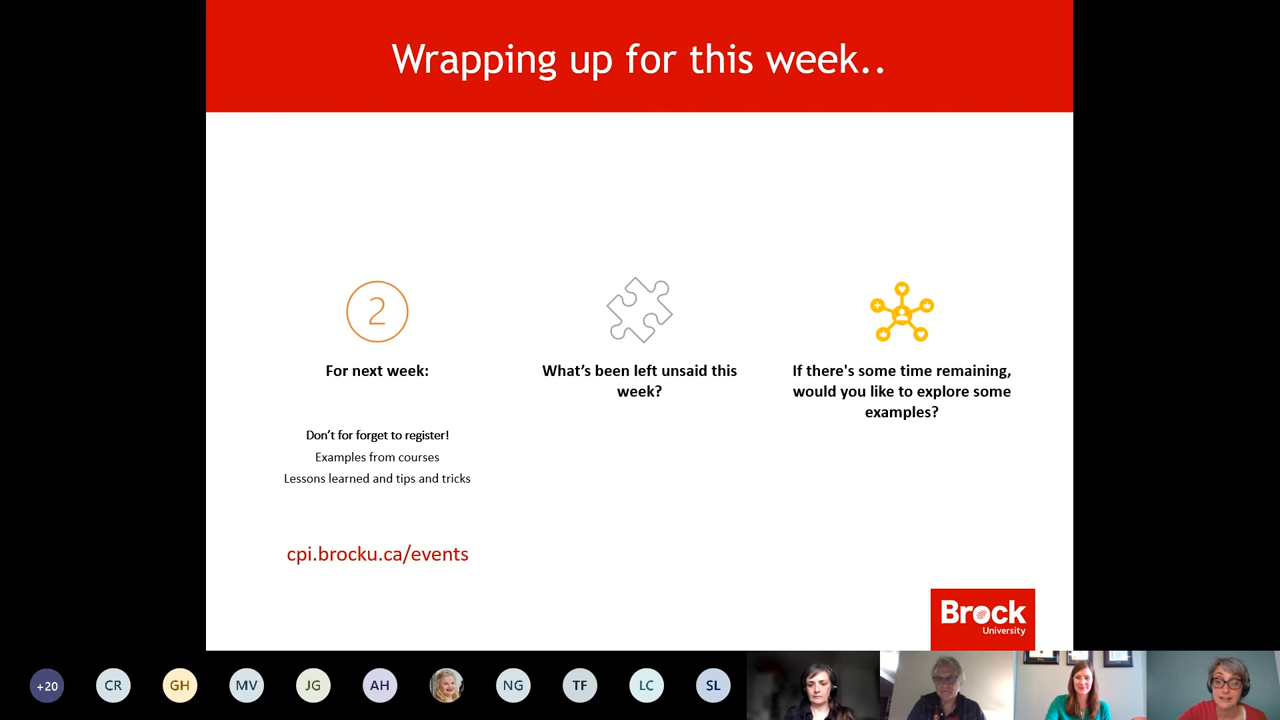 Wrapping up for this week..
2
For next week:
Don't for forget to register!
Examples from courses
Lessons learned and tips and tricks
cpi.brocku.ca/events
What's been left unsaid this
week?
If there's some time remaining,
would you like to explore some
examples?
Brock
University
+20
CR
GH
MV
JG
AH
NG
TF
LC
SL